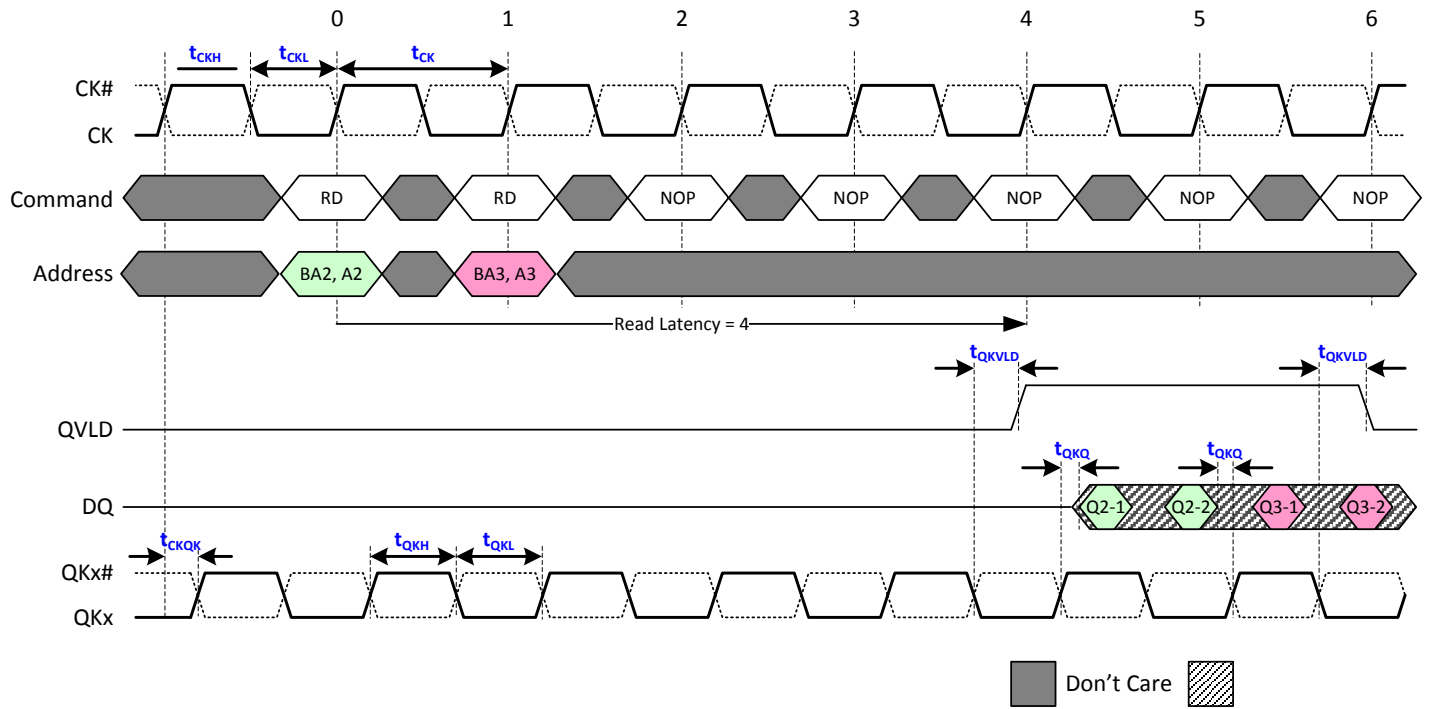 0 1 2 3 4 5 6
tCKH tCKL tCK
CK#
CK
Command RD RD NOP NOP NOP NOP NOP
Address BA2, A2 BA3, A3
Read Latency = 4
tQKVLD tQKVLD
QVLD
tQKQ tQKQ
DQ Q2-1 Q2-2 Q3-1 Q3-2
tCKQK tQKH tQKL
QKx#
QKx
Don't Care